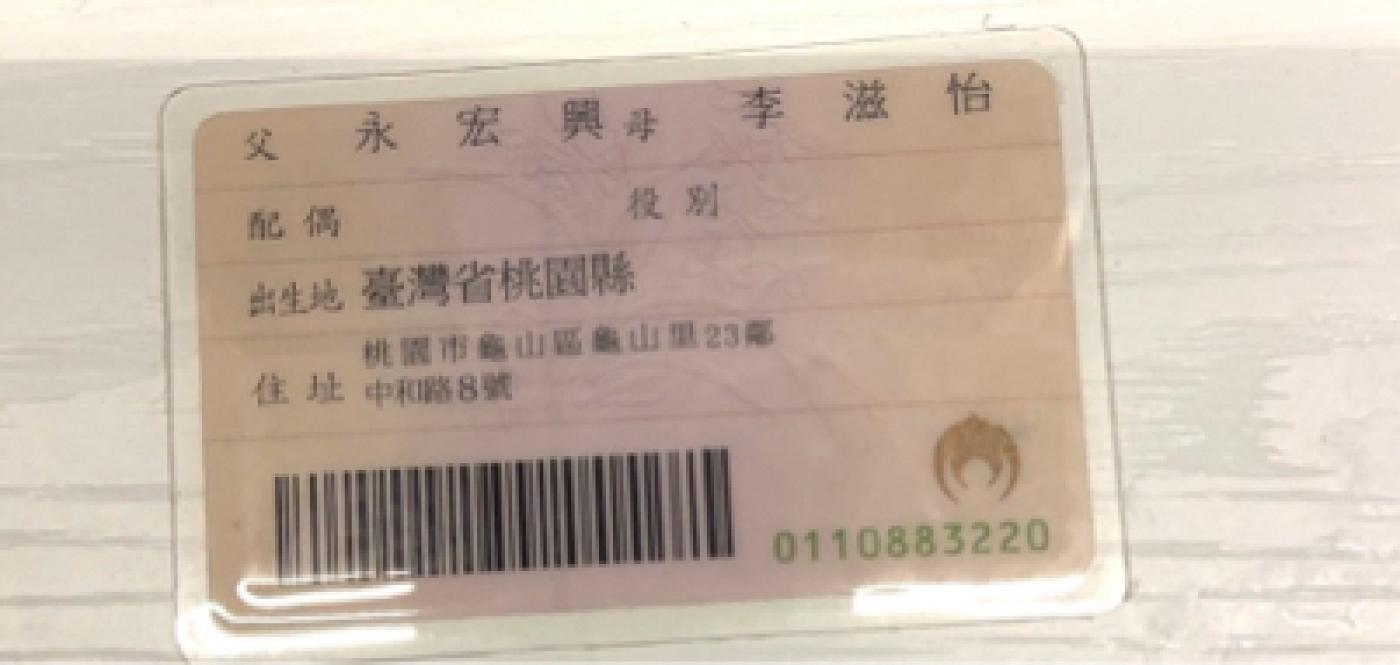 父 永宏興 母 李滋怡
配偶 役別
出生地 臺灣省桃園縣
桃園市龜山區龜山里23鄰
住址 中和路8號
0110883220